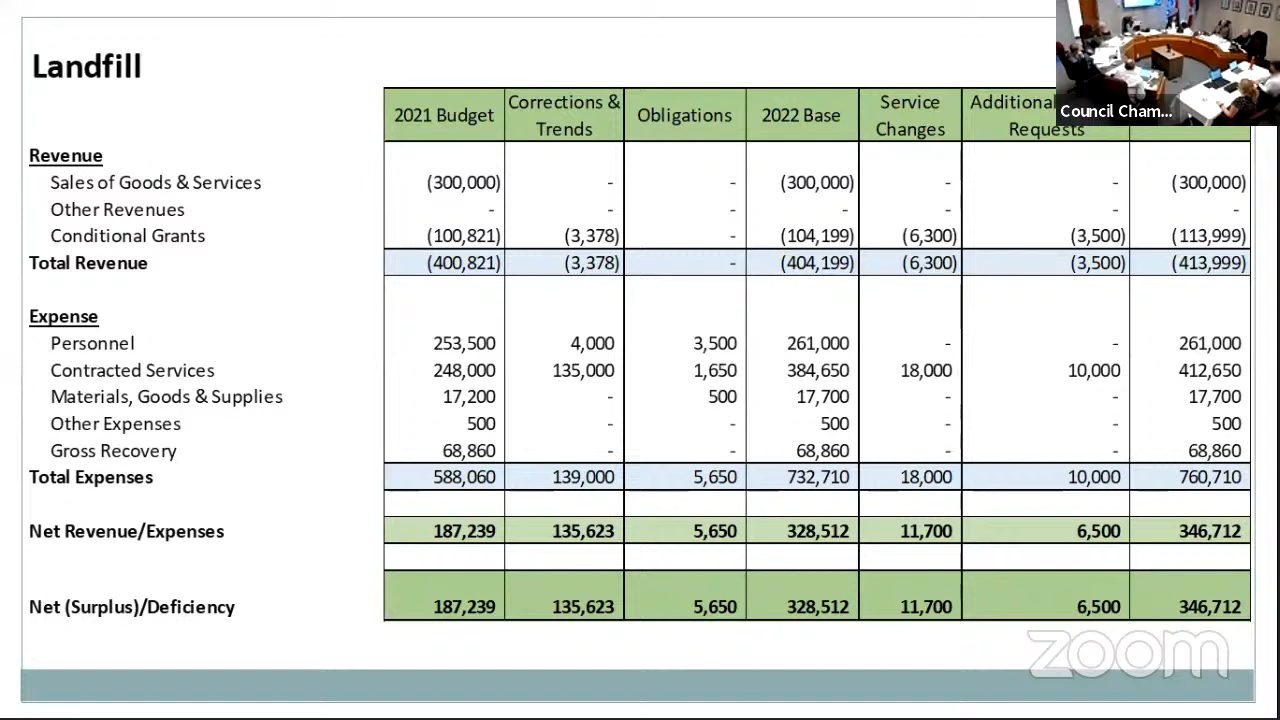 Landfill
Council Cham...
2021 Budget Corrections & Trends Obligations 2022 Base Service Changes Additional Requests
Revenue
Sales of Goods & Services (300,000) - - (300,000) - - (300,000)
Other Revenues - - - - - - -
Conditional Grants (100,821) (3,378) - (104,199) (6,300) (3,500) (113,999)
Total Revenue (400,821) (3,378) - (404,199) (6,300) (3,500) (413,999)
Expense
Personnel 253,500 4,000 3,500 261,000 - - 261,000
Contracted Services 248,000 135,000 1,650 384,650 18,000 10,000 412,650
Materials, Goods & Supplies 17,200 - 500 17,700 - - 17,700
Other Expenses 500 - - 500 - - 500
Gross Recovery 68,860 - - 68,860 - - 68,860
Total Expenses 588,060 139,000 5,650 732,710 18,000 10,000 760,710
Net Revenue/Expenses 187,239 135,623 5,650 328,512 11,700 6,500 346,712
Net (Surplus)/Deficiency 187,239 135,623 5,650 328,512 11,700 6,500 346,712
zoom